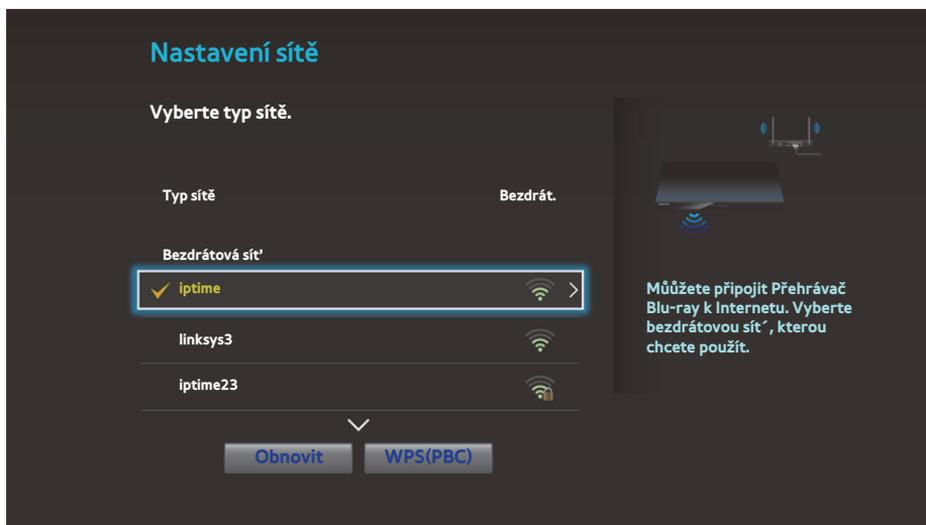 Nastavení sítě
Vyberte typ sítě.
Typ sítě
Bezdrát.
Bezdrátová sít’
iptime
linksys3
iptime23
Obnovit
WPS(PBC)
Můůžete připojit Přehrávač
Blu-ray k Internetu. Vyberte
bezdrátovou sít´, kterou
chcete použít.